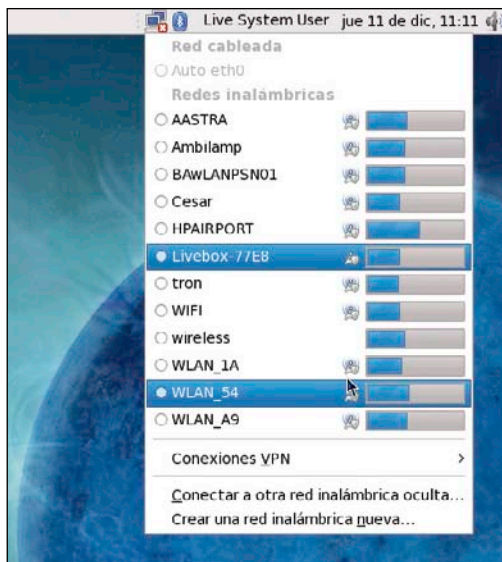 Live System User jue 11 de dic, 11:11
Red cableada
Auto eth0
Redes inalámbricas
AASTRA
Ambilamp
BAWLANPSN01
Cesar
HPAIRPORT
Livebox-77E8
tron
WIFI
wireless
WLAN_1A
WLAN_54
WLAN_A9
Conexiones VPN
Conectar a otra red inalámbrica oculta...
Crear una red inalámbrica nueva...